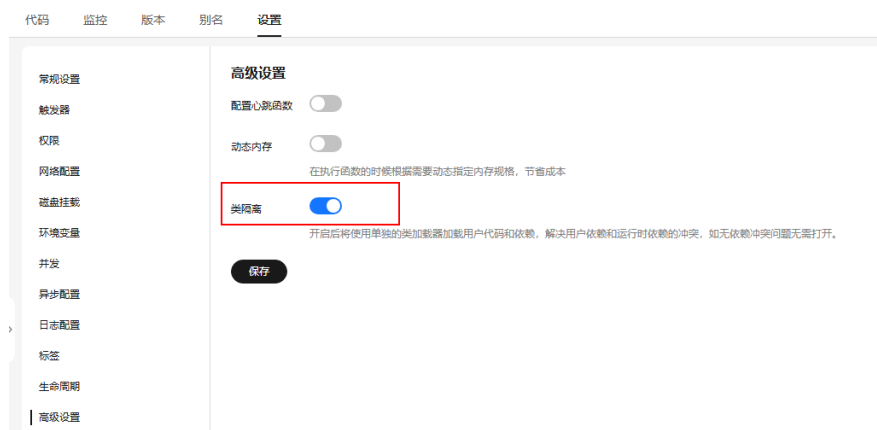 代码 监控 版本 别名 设置
常规设置
触发器
权限
网络配置
磁盘挂载
环境变量
并发
异步配置
日志配置
标签
生命周期
高级设置
高级设置
配置心跳函数
动态内存
在执行函数的时候根据需要动态指定内存规格，节省成本
类隔离
开启后将使用单独的类加载器加载用户代码和依赖，解决用户依赖和运行时依赖的冲突，如无依赖冲突问题无需打开。
保存